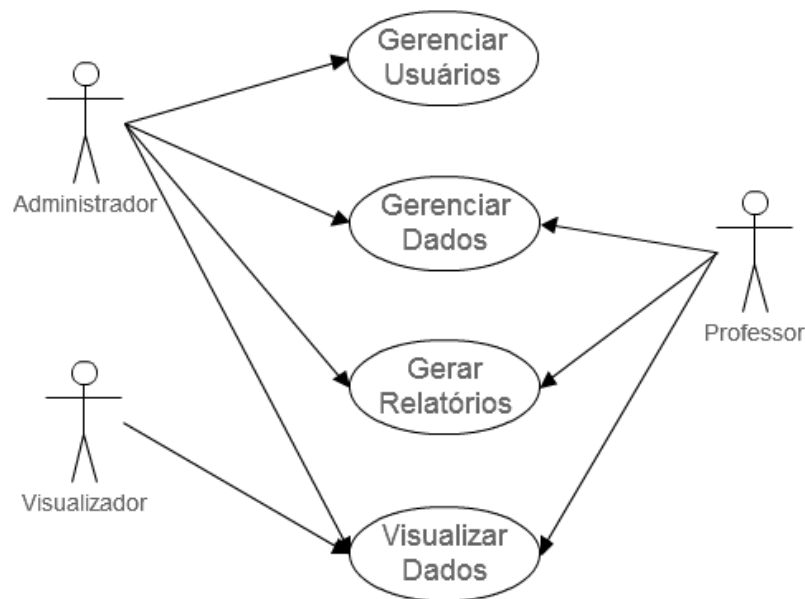 Gerenciar
Usuários
Administrador
Gerenciar
Dados
Professor
Gerar
Relatórios
Visualizador
Visualizar
Dados